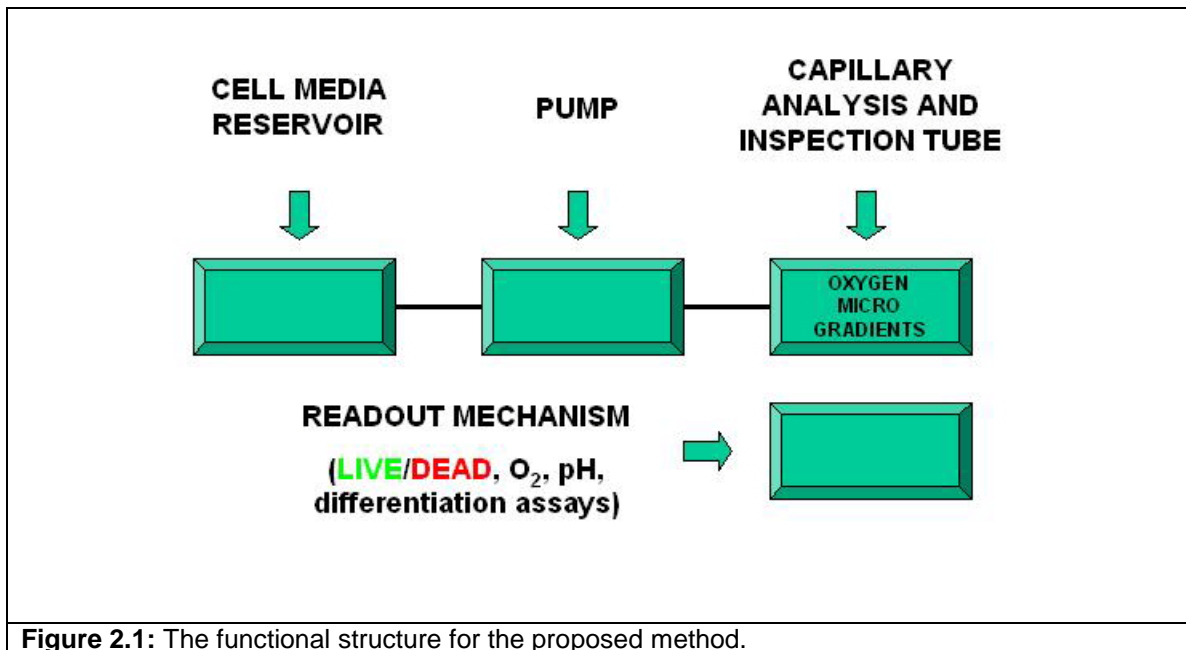 CELL MEDIA
RESERVOIR
PUMP
CAPILLARY
ANALYSIS AND
INSPECTION TUBE
OXYGEN
MICRO
GRADIENTS
READOUT MECHANISM
(LIVE/DEAD, O₂, pH,
differentiation assays)
Figure 2.1: The functional structure for the proposed method.